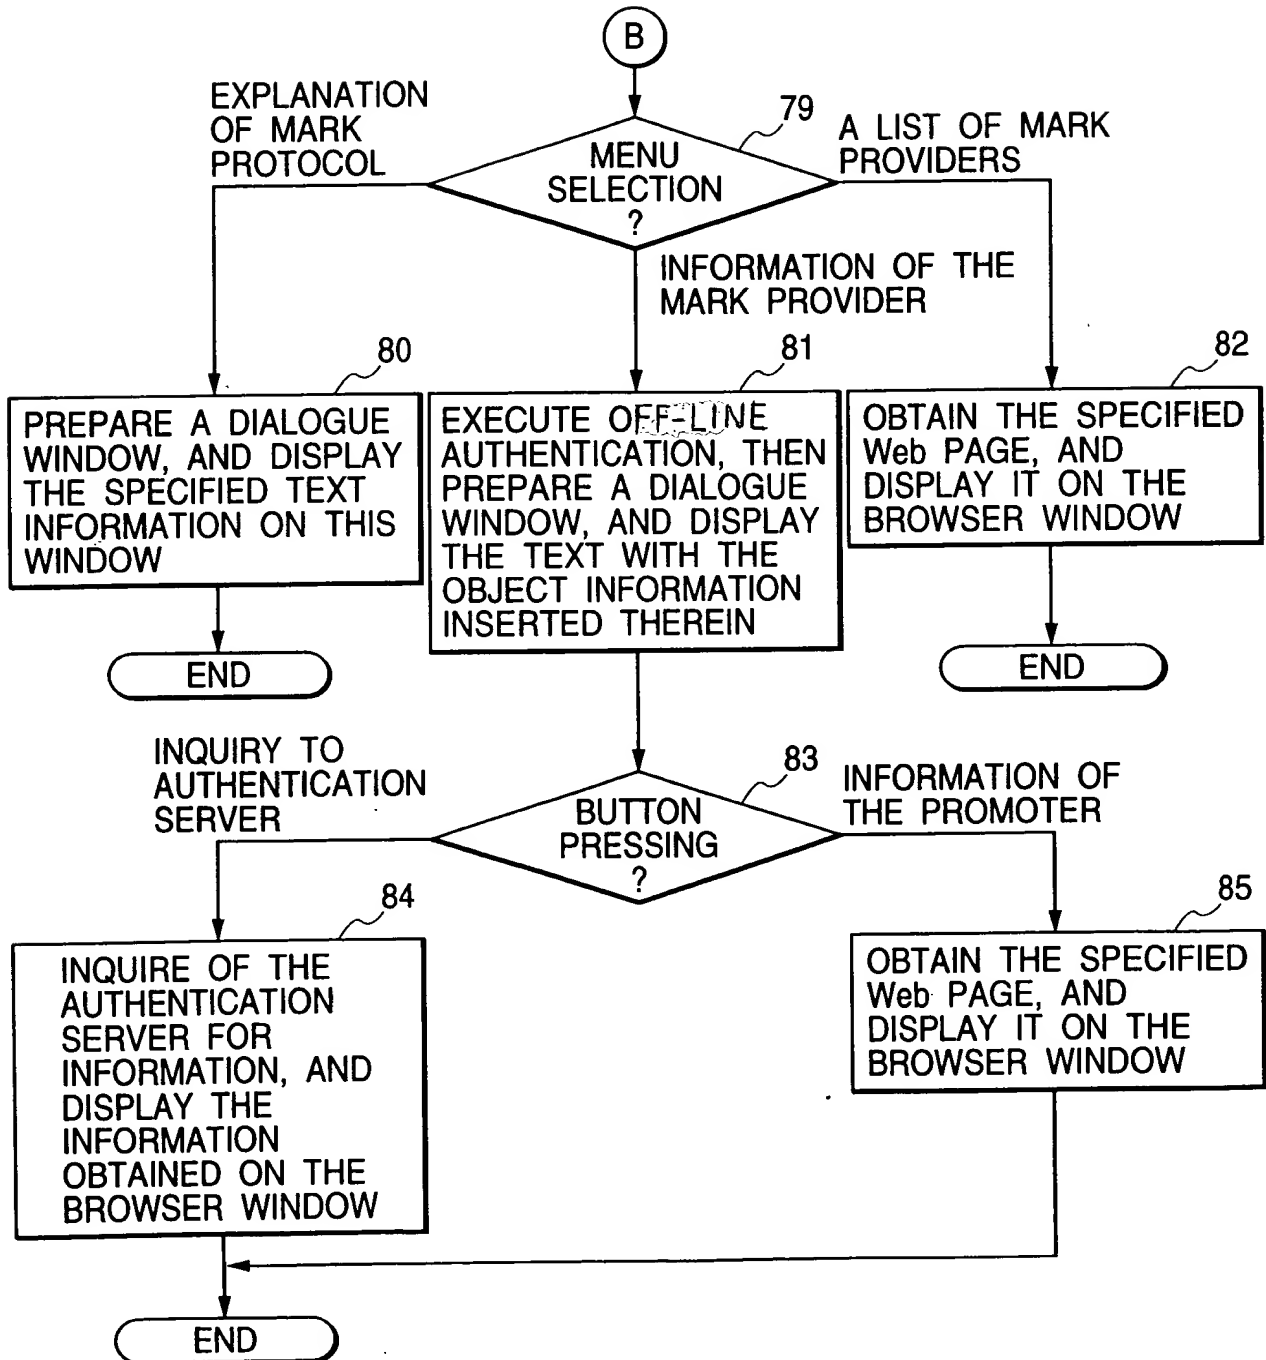 B
EXPLANATION
OF MARK
PROTOCOL
79
A LIST OF MARK
PROVIDERS
MENU
SELECTION
?
INFORMATION OF THE
MARK PROVIDER
80
PREPARE A DIALOGUE
WINDOW, AND DISPLAY
THE SPECIFIED TEXT
INFORMATION ON THIS
WINDOW
END
81
EXECUTE OFF-LINE
AUTHENTICATION, THEN
PREPARE A DIALOGUE
WINDOW, AND DISPLAY
THE TEXT WITH THE
OBJECT INFORMATION
INSERTED THEREIN
82
OBTAIN THE SPECIFIED
Web PAGE, AND
DISPLAY IT ON THE
BROWSER WINDOW
END
INQUIRY TO
AUTHENTICATION
SERVER
83
BUTTON
PRESSING
?
INFORMATION OF
THE PROMOTER
84
INQUIRE OF THE
AUTHENTICATION
SERVER FOR
INFORMATION, AND
DISPLAY THE
INFORMATION
OBTAINED ON THE
BROWSER WINDOW
85
OBTAIN THE SPECIFIED
Web PAGE, AND
DISPLAY IT ON THE
BROWSER WINDOW
END